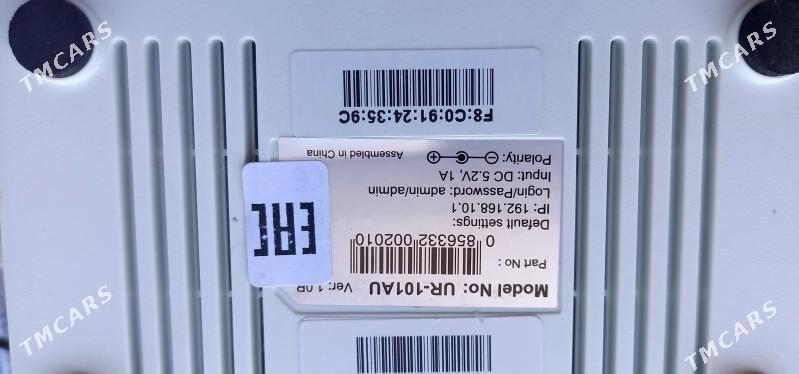 Model No: UR-101AU Ver: 1.0B
Part No :
0 856332 002010
Default settings:
IP: 192.168.10.1
Login/Password: admin/admin
Input: DC 5.2V, 1A
Polarity:
Assembled in China
F8:C0:91:24:35:9C
EAC
TMCARS
TMCARS
TMCARS
TMCARS
TMCARS
TMCARS